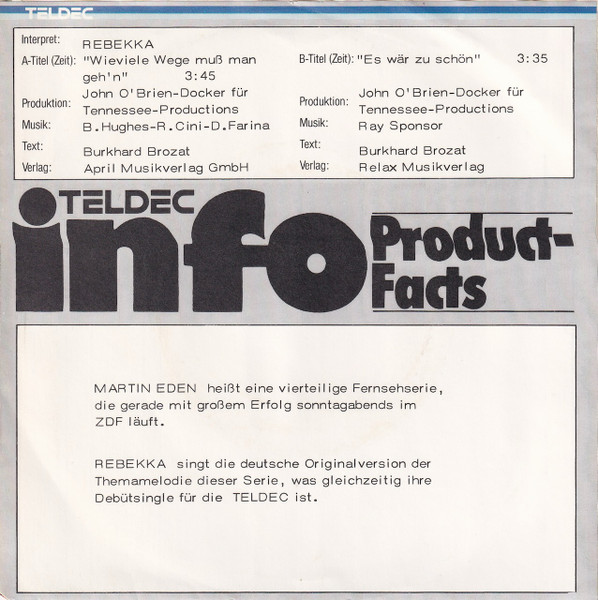 TELDEC
Interpret: REBEKKA
A-Titel (Zeit): "Wieviele Wege muß man
geh'n" 3:45
Produktion: John O'Brien-Docker für
Tennessee-Productions
Musik: B.Hughes-R.Cini-D.Farina
Text: Burkhard Brozat
Verlag: April Musikverlag GmbH
B-Titel (Zeit): "Es wär zu schön" 3:35
Produktion: John O'Brien-Docker für
Tennessee-Productions
Musik: Ray Sponsor
Text: Burkhard Brozat
Verlag: Relax Musikverlag
TELDEC
info
Product-
Facts
MARTIN EDEN heißt eine vierteilige Fernsehserie,
die gerade mit großem Erfolg sonntagabends im
ZDF läuft.
REBEKKA singt die deutsche Originalversion der
Themamelodie dieser Serie, was gleichzeitig ihre
Debütsingle für die TELDEC ist.